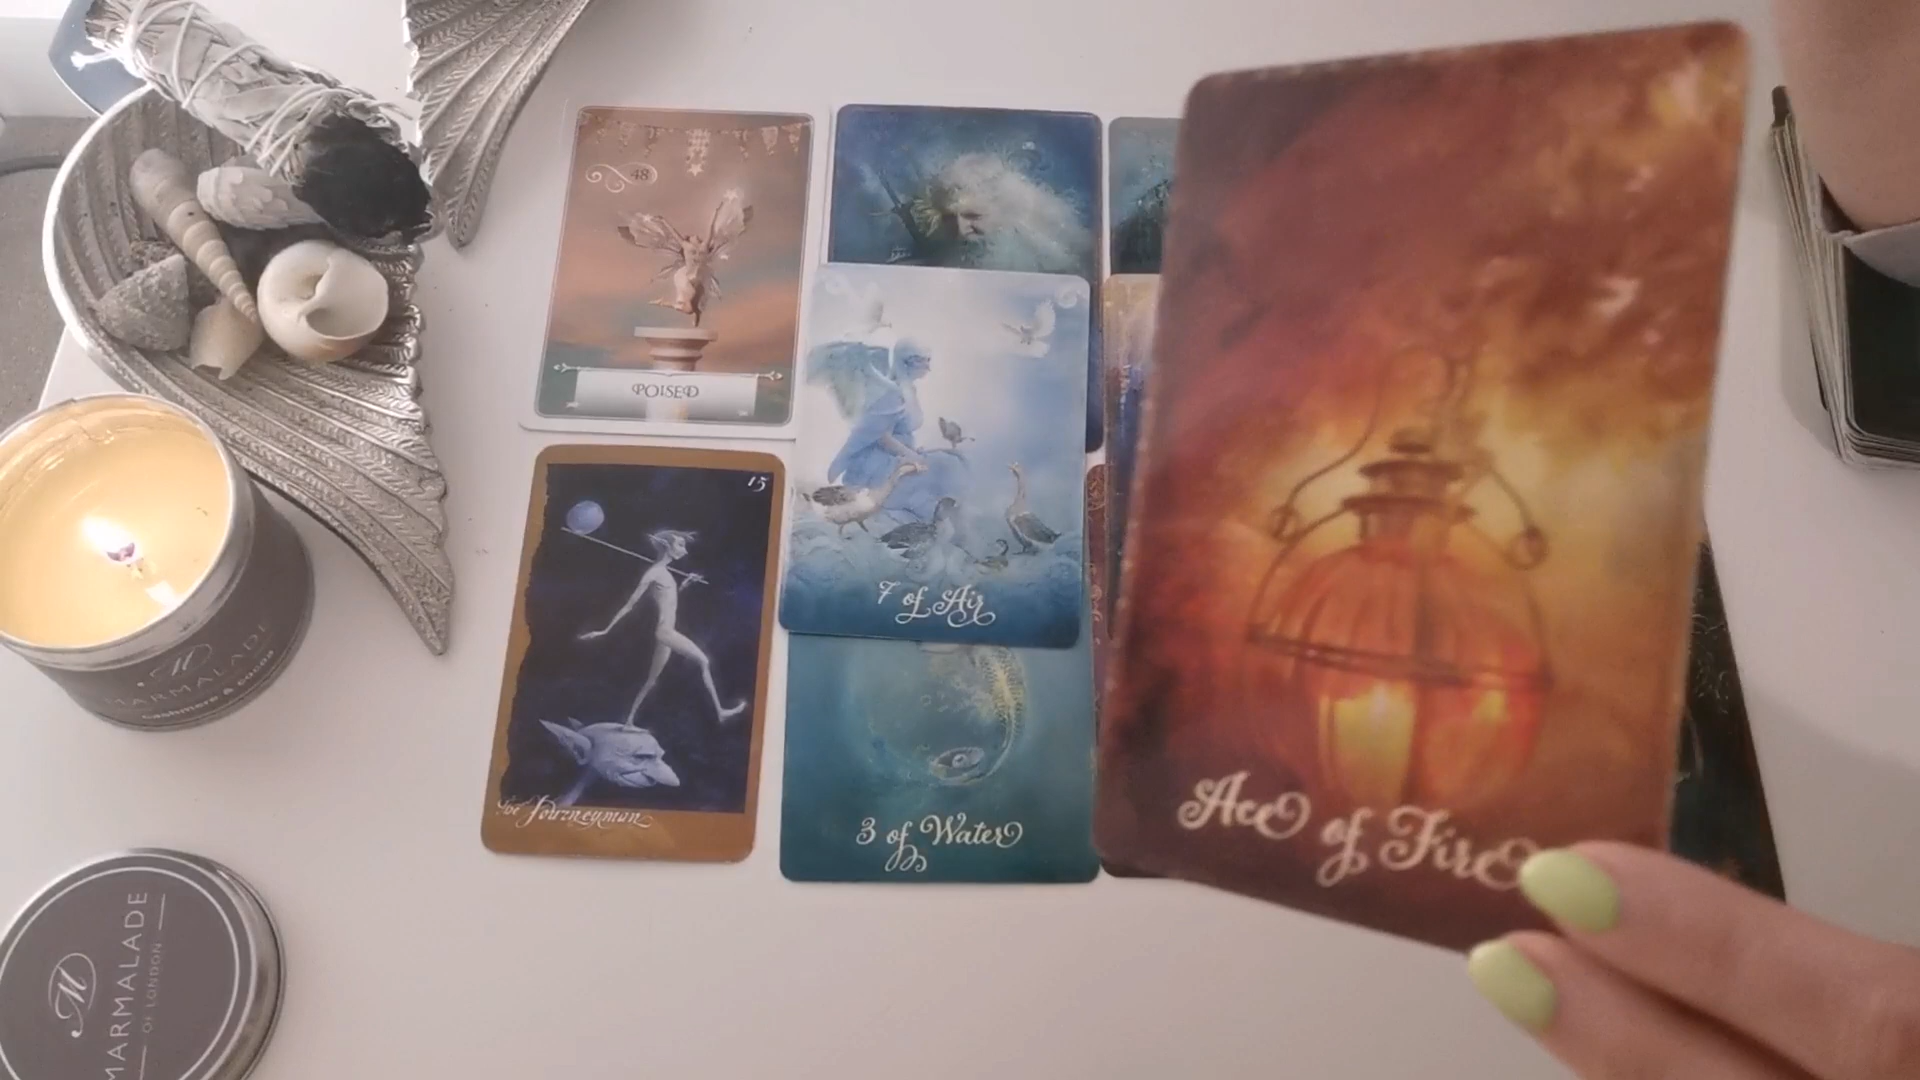 48
POISED
15
The Journeyman
7 of Air
3 of Water
Ace of Fire
M
MARMALADE
cashmere & cocoa
M
MARMALADE
OF LONDON